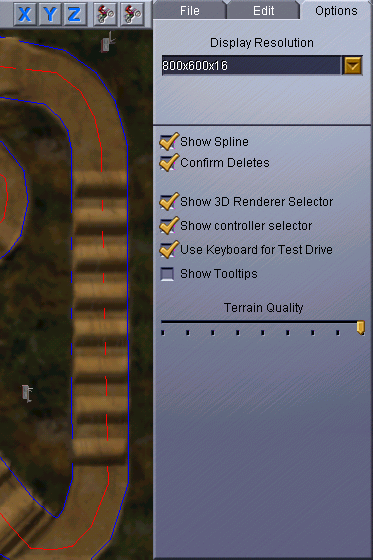 X Y Z
File Edit Options
Display Resolution
800x600x16
Show Spline
Confirm Deletes
Show 3D Renderer Selector
Show controller selector
Use Keyboard for Test Drive
Show Tooltips
Terrain Quality